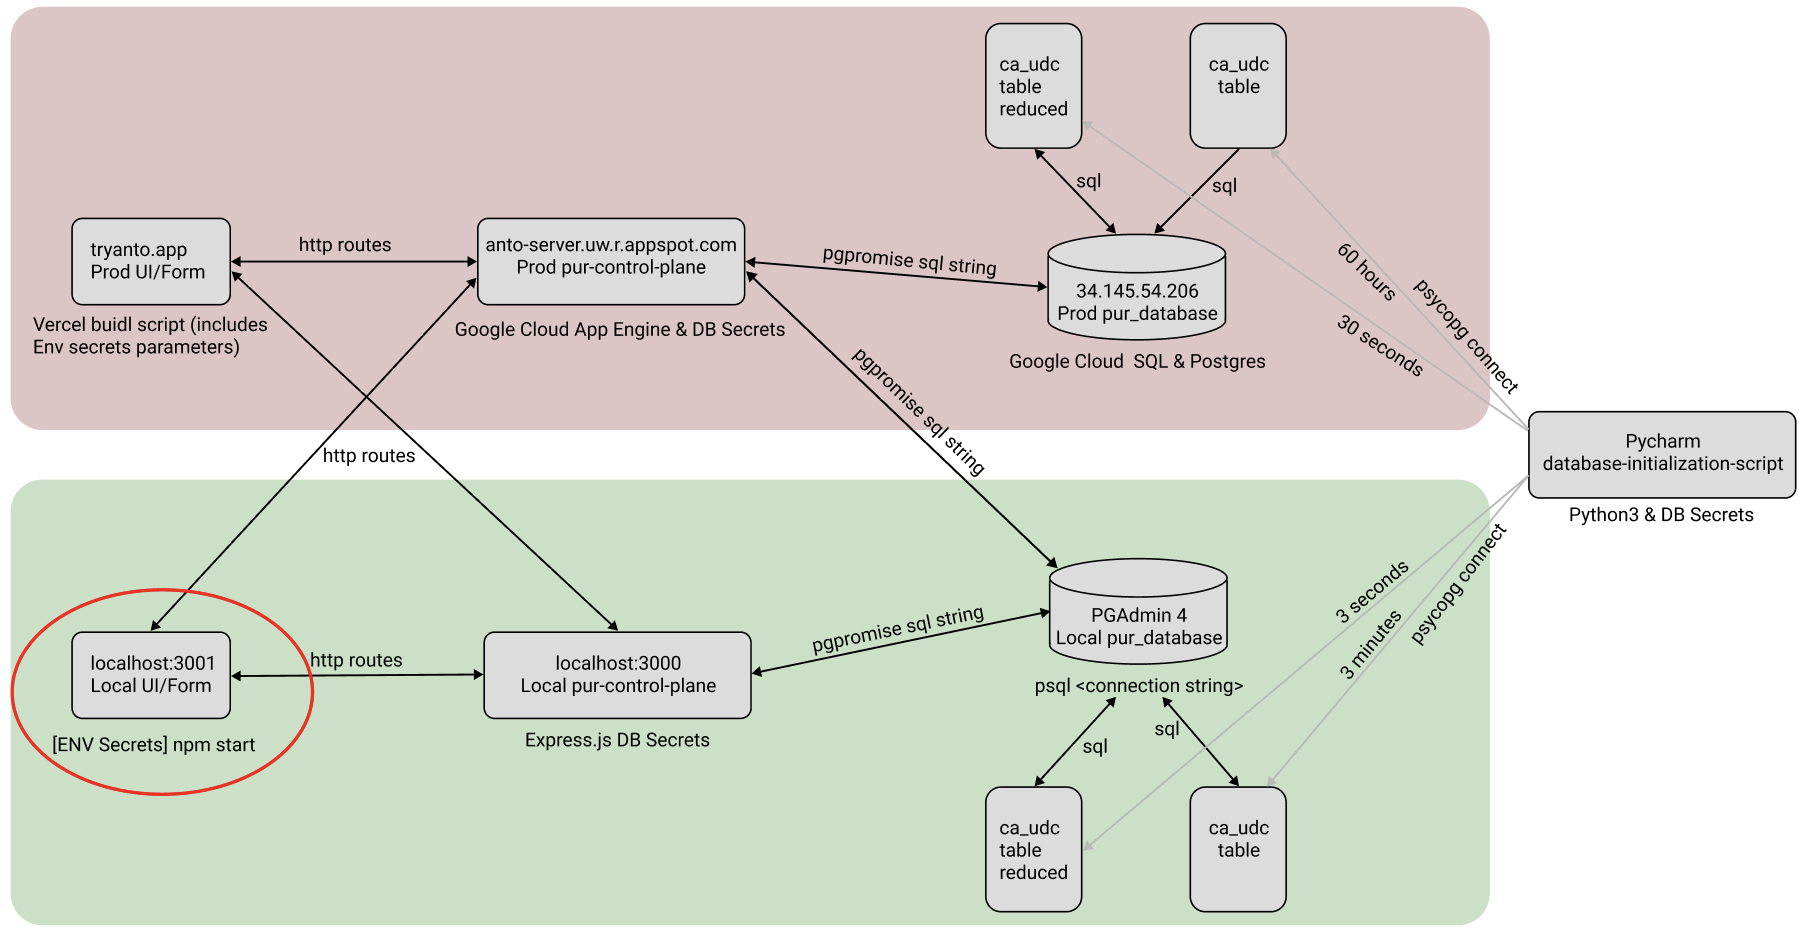 ca_udc
table
reduced
ca_udc
table
sql
sql
tryanto.app
Prod UI/Form
http routes
anto-server.uw.r.appspot.com
Prod pur-control-plane
pgpromise sql string
34.145.54.206
Prod pur_database
Vercel buidl script (includes
Env secrets parameters)
Google Cloud App Engine & DB Secrets
Google Cloud  SQL & Postgres
60 hours
psycopg connect
30 seconds
pgpromise sql string
http routes
Pycharm
database-initialization-script
Python3 & DB Secrets
3 seconds
3 minutes
psycopg connect
localhost:3001
Local UI/Form
http routes
localhost:3000
Local pur-control-plane
pgpromise sql string
PGAdmin 4
Local pur_database
psql <connection string>
[ENV Secrets] npm start
Express.js DB Secrets
sql
sql
ca_udc
table
reduced
ca_udc
table